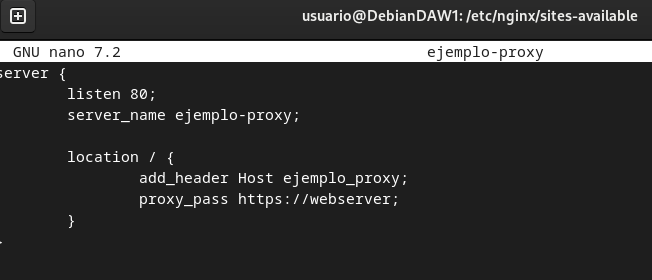 usuario@DebianDAW1: /etc/nginx/sites-available
GNU nano 7.2 ejemplo-proxy
server {
listen 80;
server_name ejemplo-proxy;
location / {
add_header Host ejemplo_proxy;
proxy_pass https://webserver;
}
}